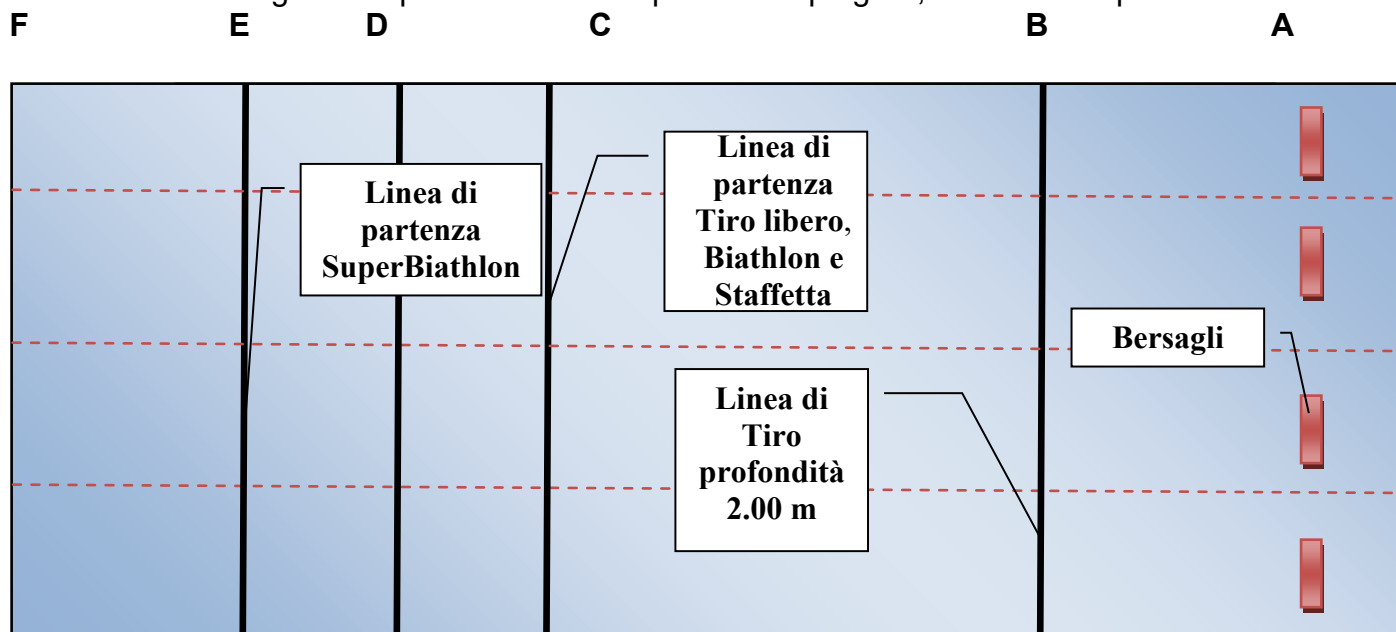 F E D C B A
Linea di
partenza
SuperBiathlon
Linea di
partenza
Tiro libero,
Biathlon e
Staffetta
Bersagli
Linea di
Tiro
profondità
2.00 m